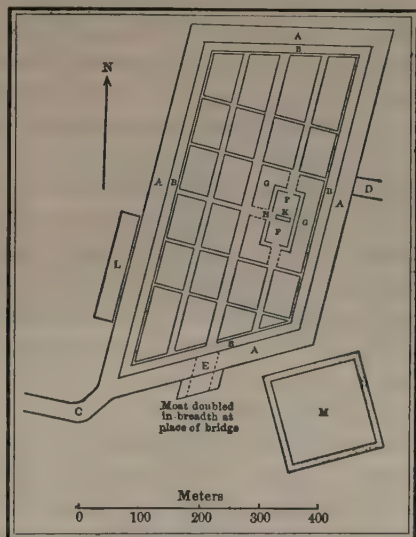 A
B
N
G
F
D
A
B
B
A
H
K
G
F
L
B
A
E
C
Moat doubled
in breadth at
place of bridge
M
Meters
0 100 200 300 400